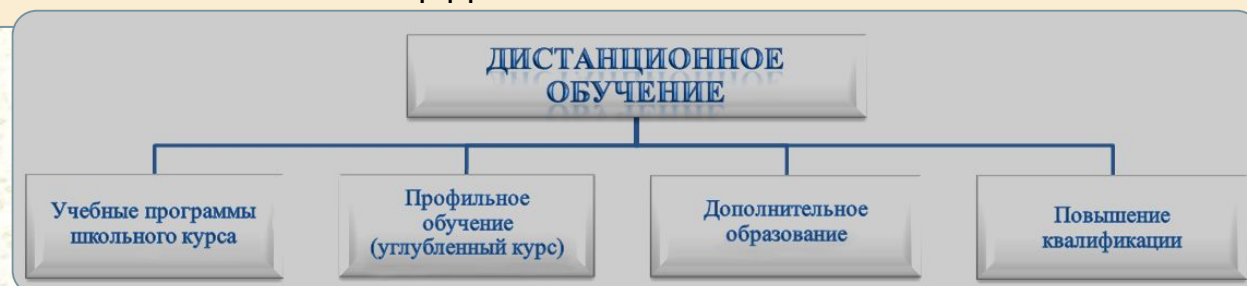 ДИСТАНЦИОННОЕ
ОБУЧЕНИЕ
Учебные программы
школьного курса
Профильное
обучение
(углубленный курс)
Дополнительное
образование
Повышение
квалификации